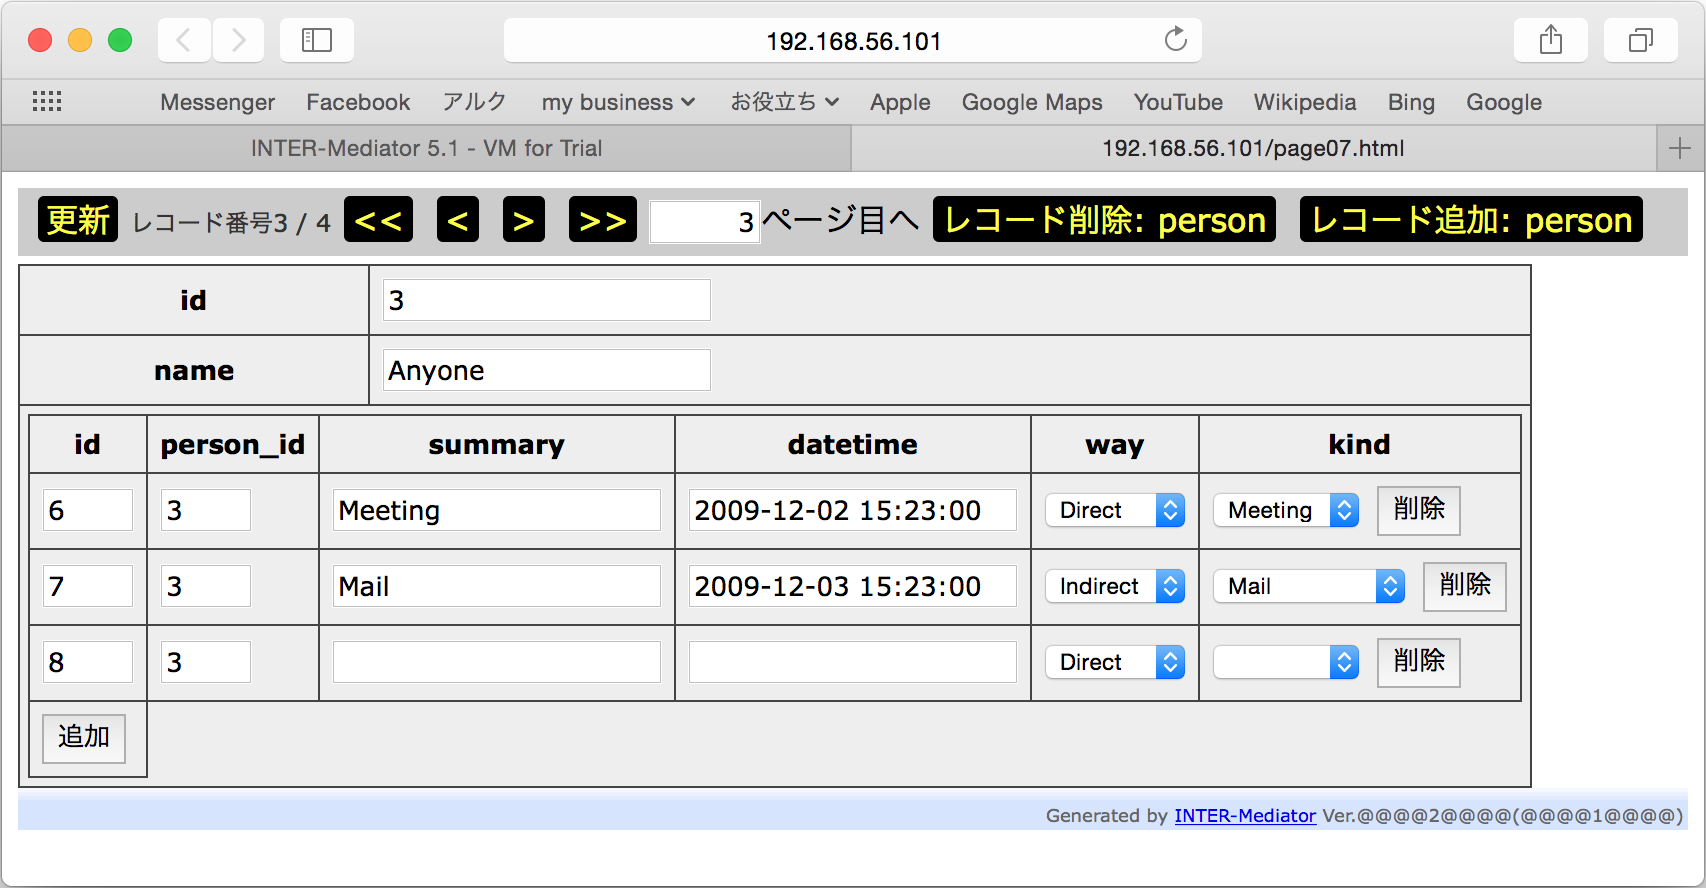 192.168.56.101
Messenger Facebook アルク my business お役立ち Apple Google Maps YouTube Wikipedia Bing Google
INTER-Mediator 5.1 - VM for Trial 192.168.56.101/page07.html
更新 レコード番号3 / 4 << < > >> 3 ページ目へ レコード削除: person レコード追加: person
id 3
name Anyone
id person_id summary datetime way kind
6 3 Meeting 2009-12-02 15:23:00 Direct Meeting 削除
7 3 Mail 2009-12-03 15:23:00 Indirect Mail 削除
8 3 Direct 削除
追加
Generated by INTER-Mediator Ver.@@@@2@@@@(@@@@1@@@@)